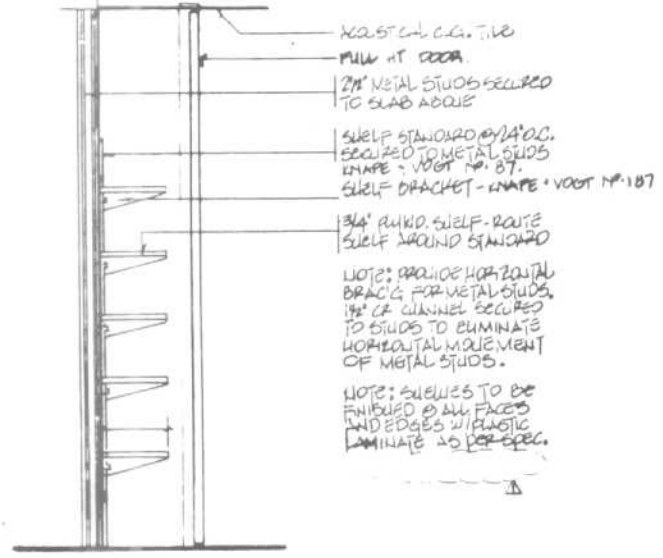 ACOUSTICAL CLG. TILE
FULL HT DOOR
2½" METAL STUDS SECURED
TO SLAB ABOVE
SHELF STANDARD @ 24" O.C.
SECURED TO METAL STUDS
KNAPE & VOGT Nº. 87.
SHELF BRACKET - KNAPE & VOGT Nº. 187
3/4" PLYWD. SHELF - ROUTE
SHELF AROUND STANDARD
NOTE: PROVIDE HORIZONTAL
BRAC'G FOR METAL STUDS.
1½" CR CHANNEL SECURED
TO STUDS TO ELIMINATE
HORIZONTAL MOVEMENT
OF METAL STUDS.
NOTE: SHELVES TO BE
FINISHED @ ALL FACES
AND EDGES W/PLASTIC
LAMINATE AS PER SPEC.